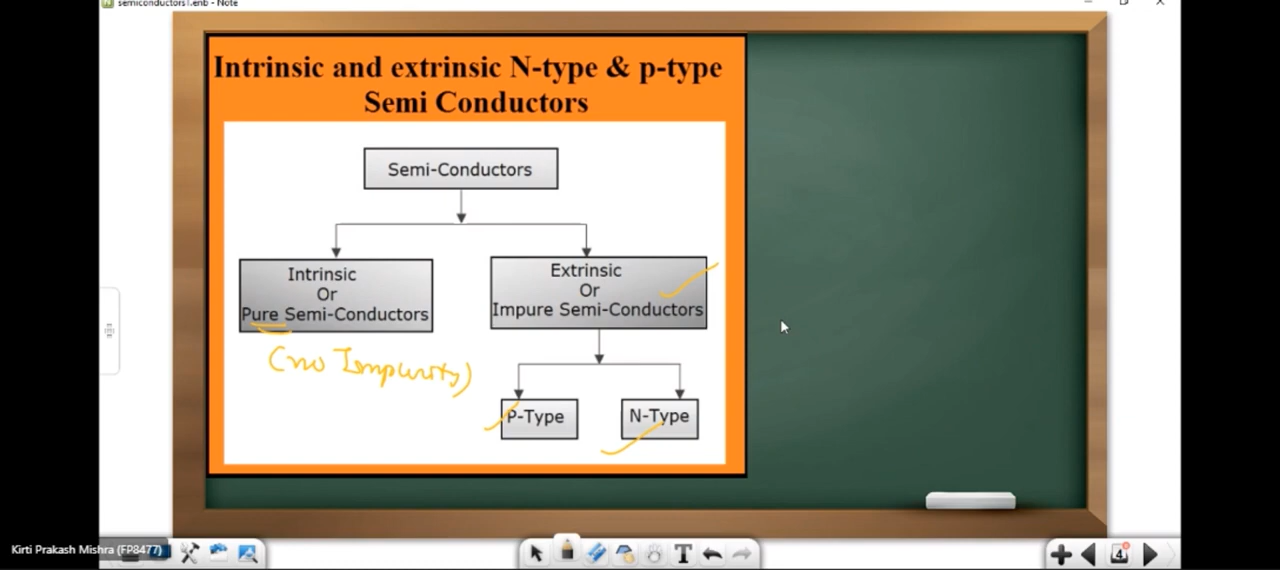 semiconductors1.enb - Note
Intrinsic and extrinsic N-type & p-type
Semi Conductors
Semi-Conductors
Intrinsic
Or
Pure Semi-Conductors
Extrinsic
Or
Impure Semi-Conductors
(no Impurity)
P-Type
N-Type
Kirti Prakash Mishra (FP8477)
T
4